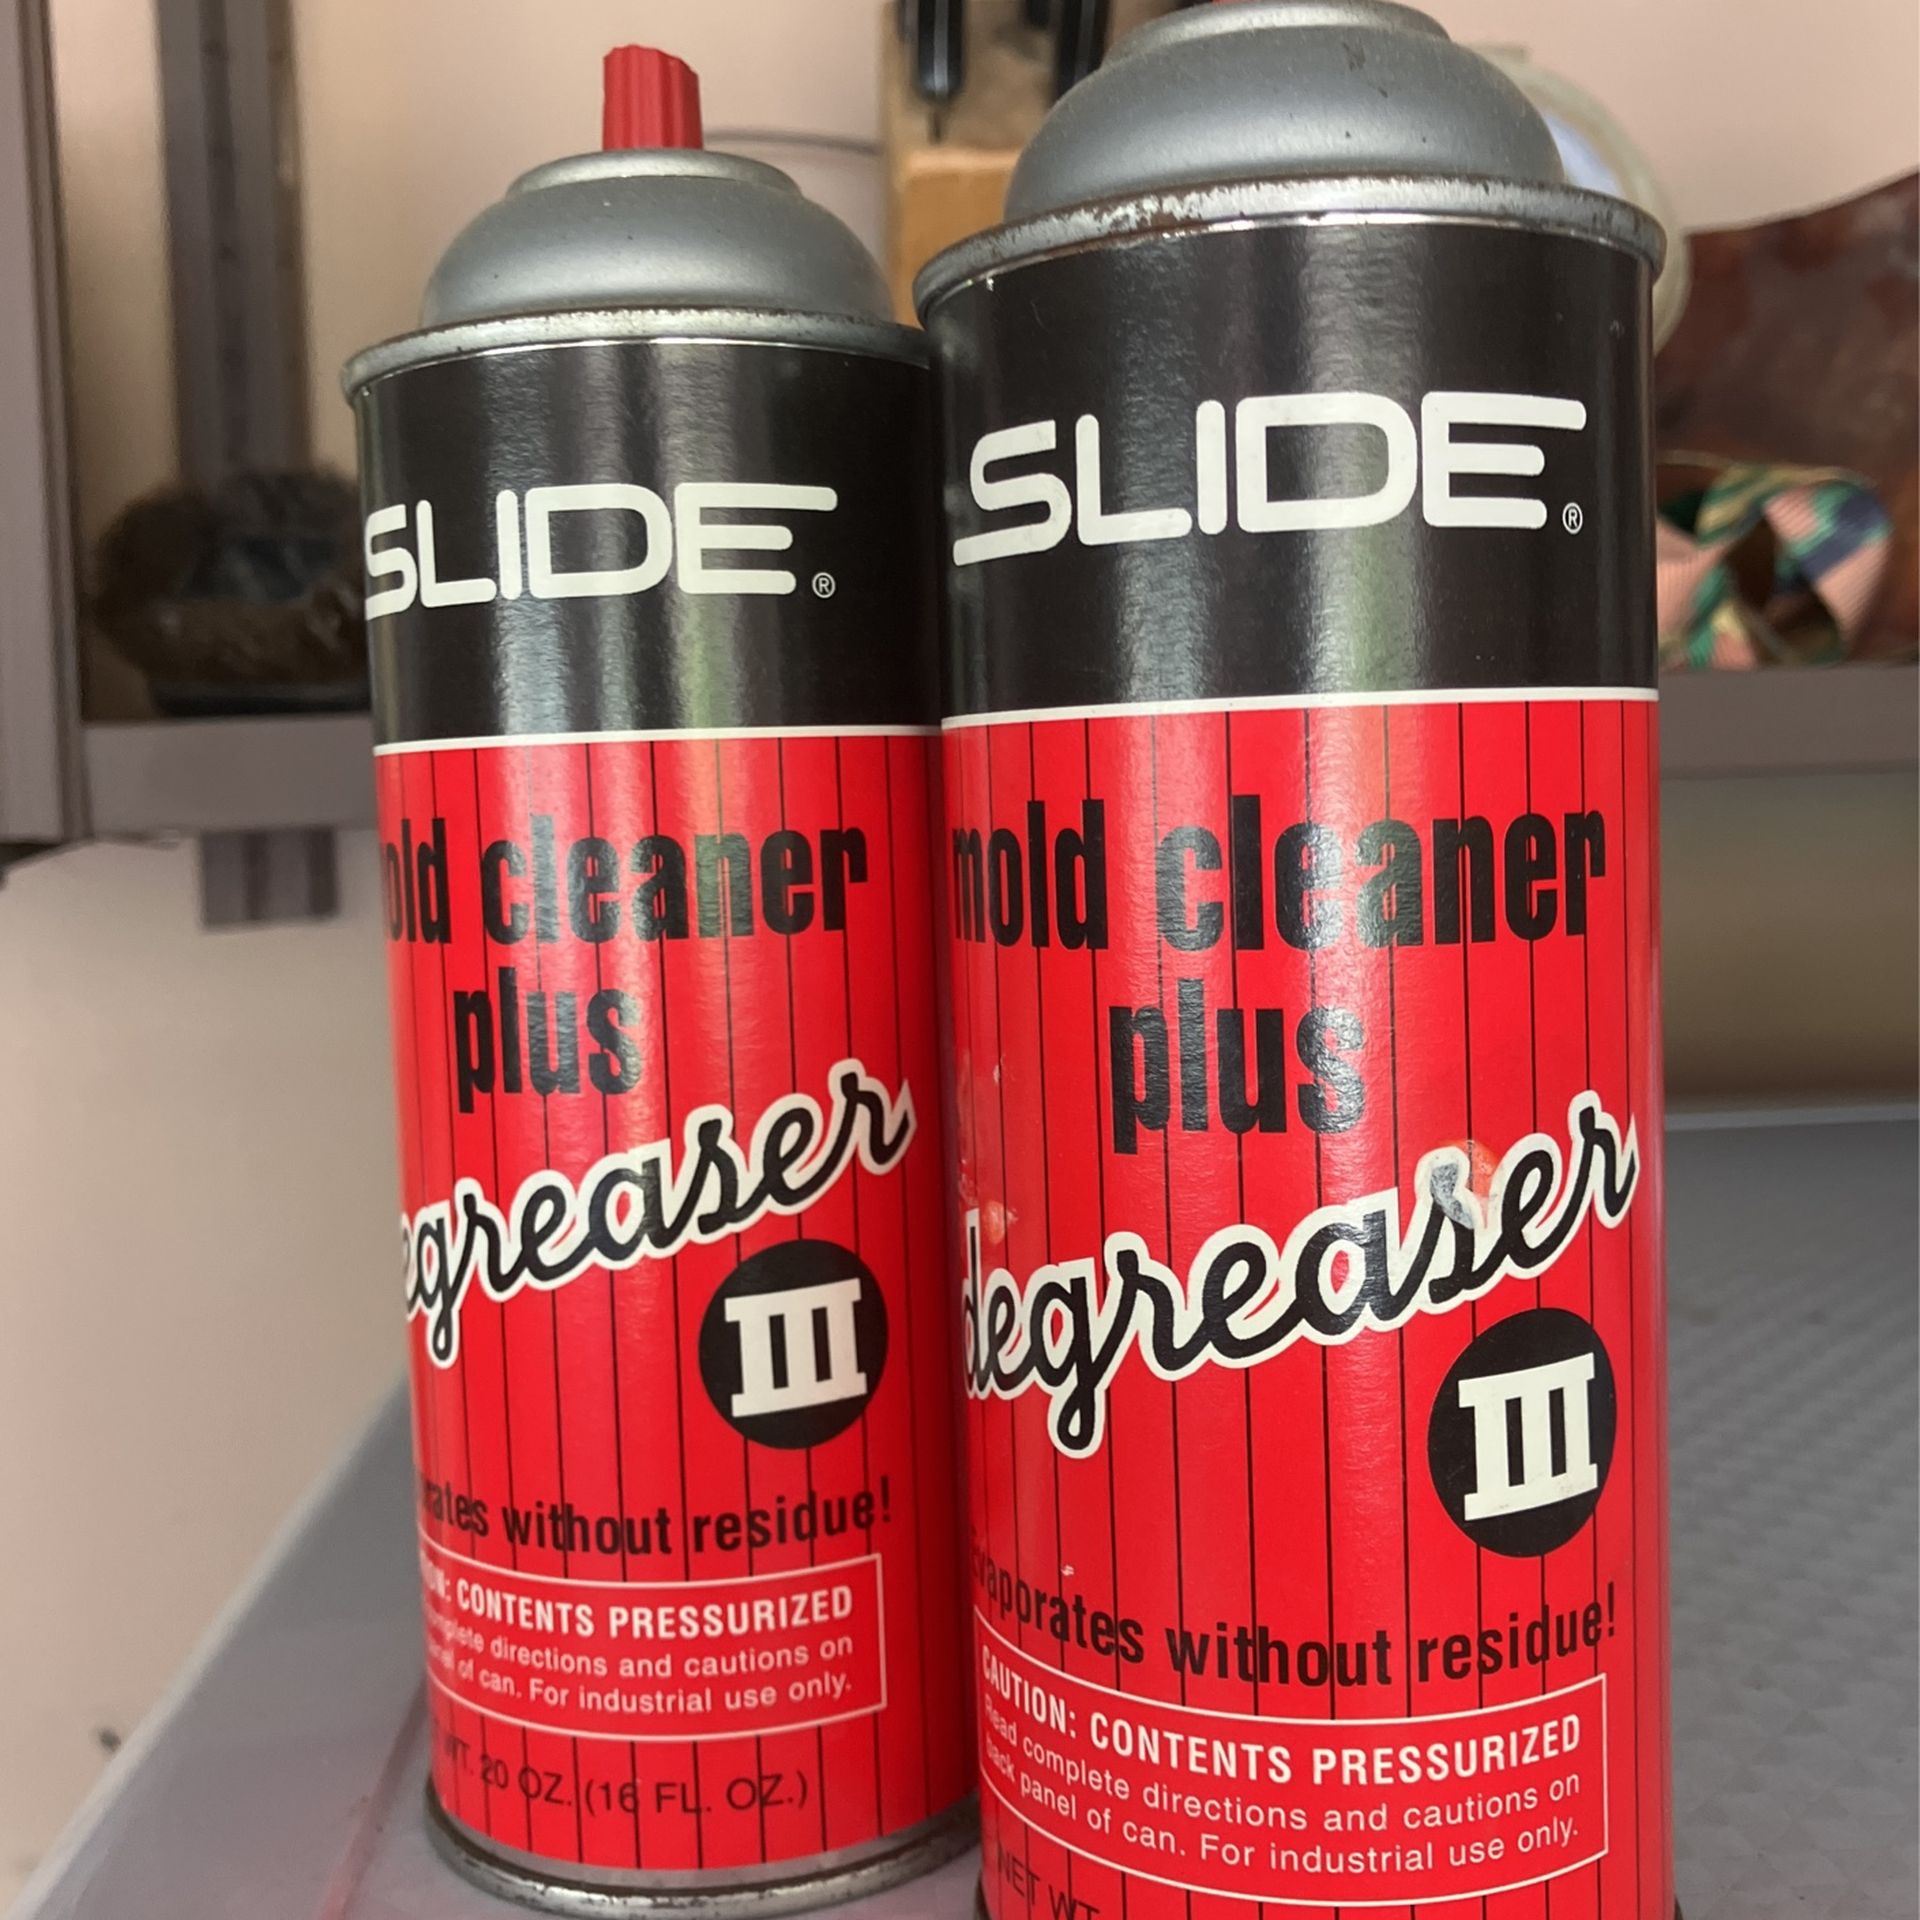 SLIDE®
old cleaner
plus
egreaser
III
rates without residue!
ON: CONTENTS PRESSURIZED
complete directions and cautions on
of can. For industrial use only.
WT. 20 OZ. (16 FL. OZ.)
SLIDE®
mold cleaner
plus
degreaser
III
Evaporates without residue!
CAUTION: CONTENTS PRESSURIZED
Read complete directions and cautions on
back panel of can. For industrial use only.
NET WT.